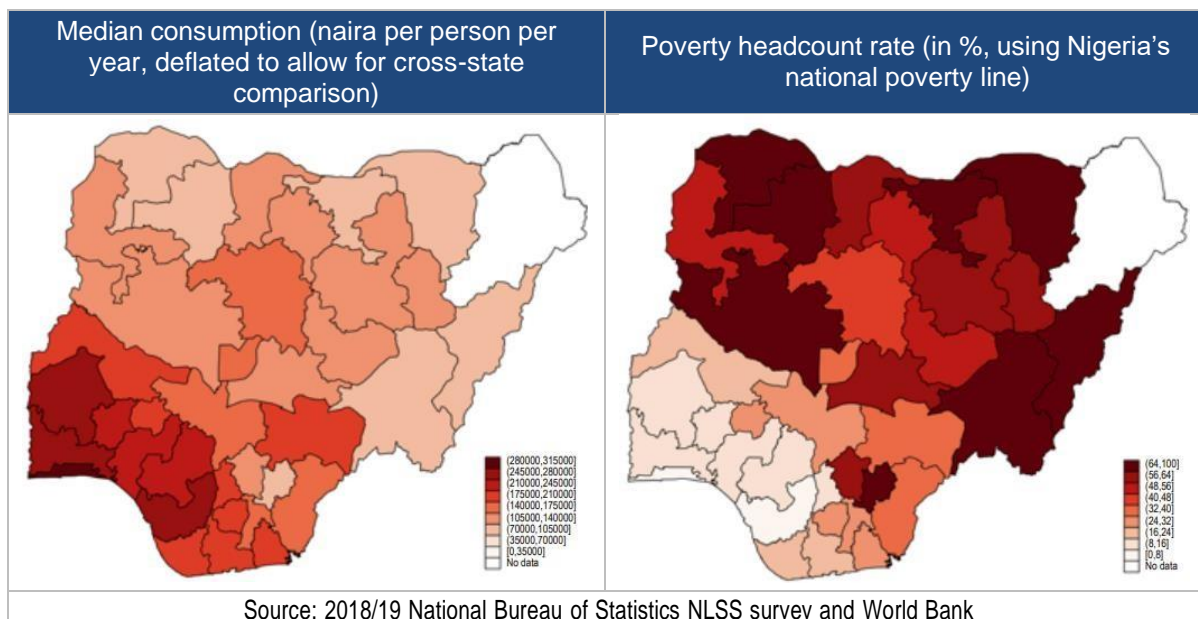 Median consumption (naira per person per
year, deflated to allow for cross-state
comparison)
Poverty headcount rate (in %, using Nigeria's
national poverty line)
(280000,315000]
(245000,280000]
(210000,245000]
(175000,210000]
(140000,175000]
(105000,140000]
(70000,105000]
(35000,70000]
[0,35000]
No data
(64,100]
(56,64]
(48,56]
(40,48]
(32,40]
(24,32]
(16,24]
(8,16]
[0,8]
No data
Source: 2018/19 National Bureau of Statistics NLSS survey and World Bank